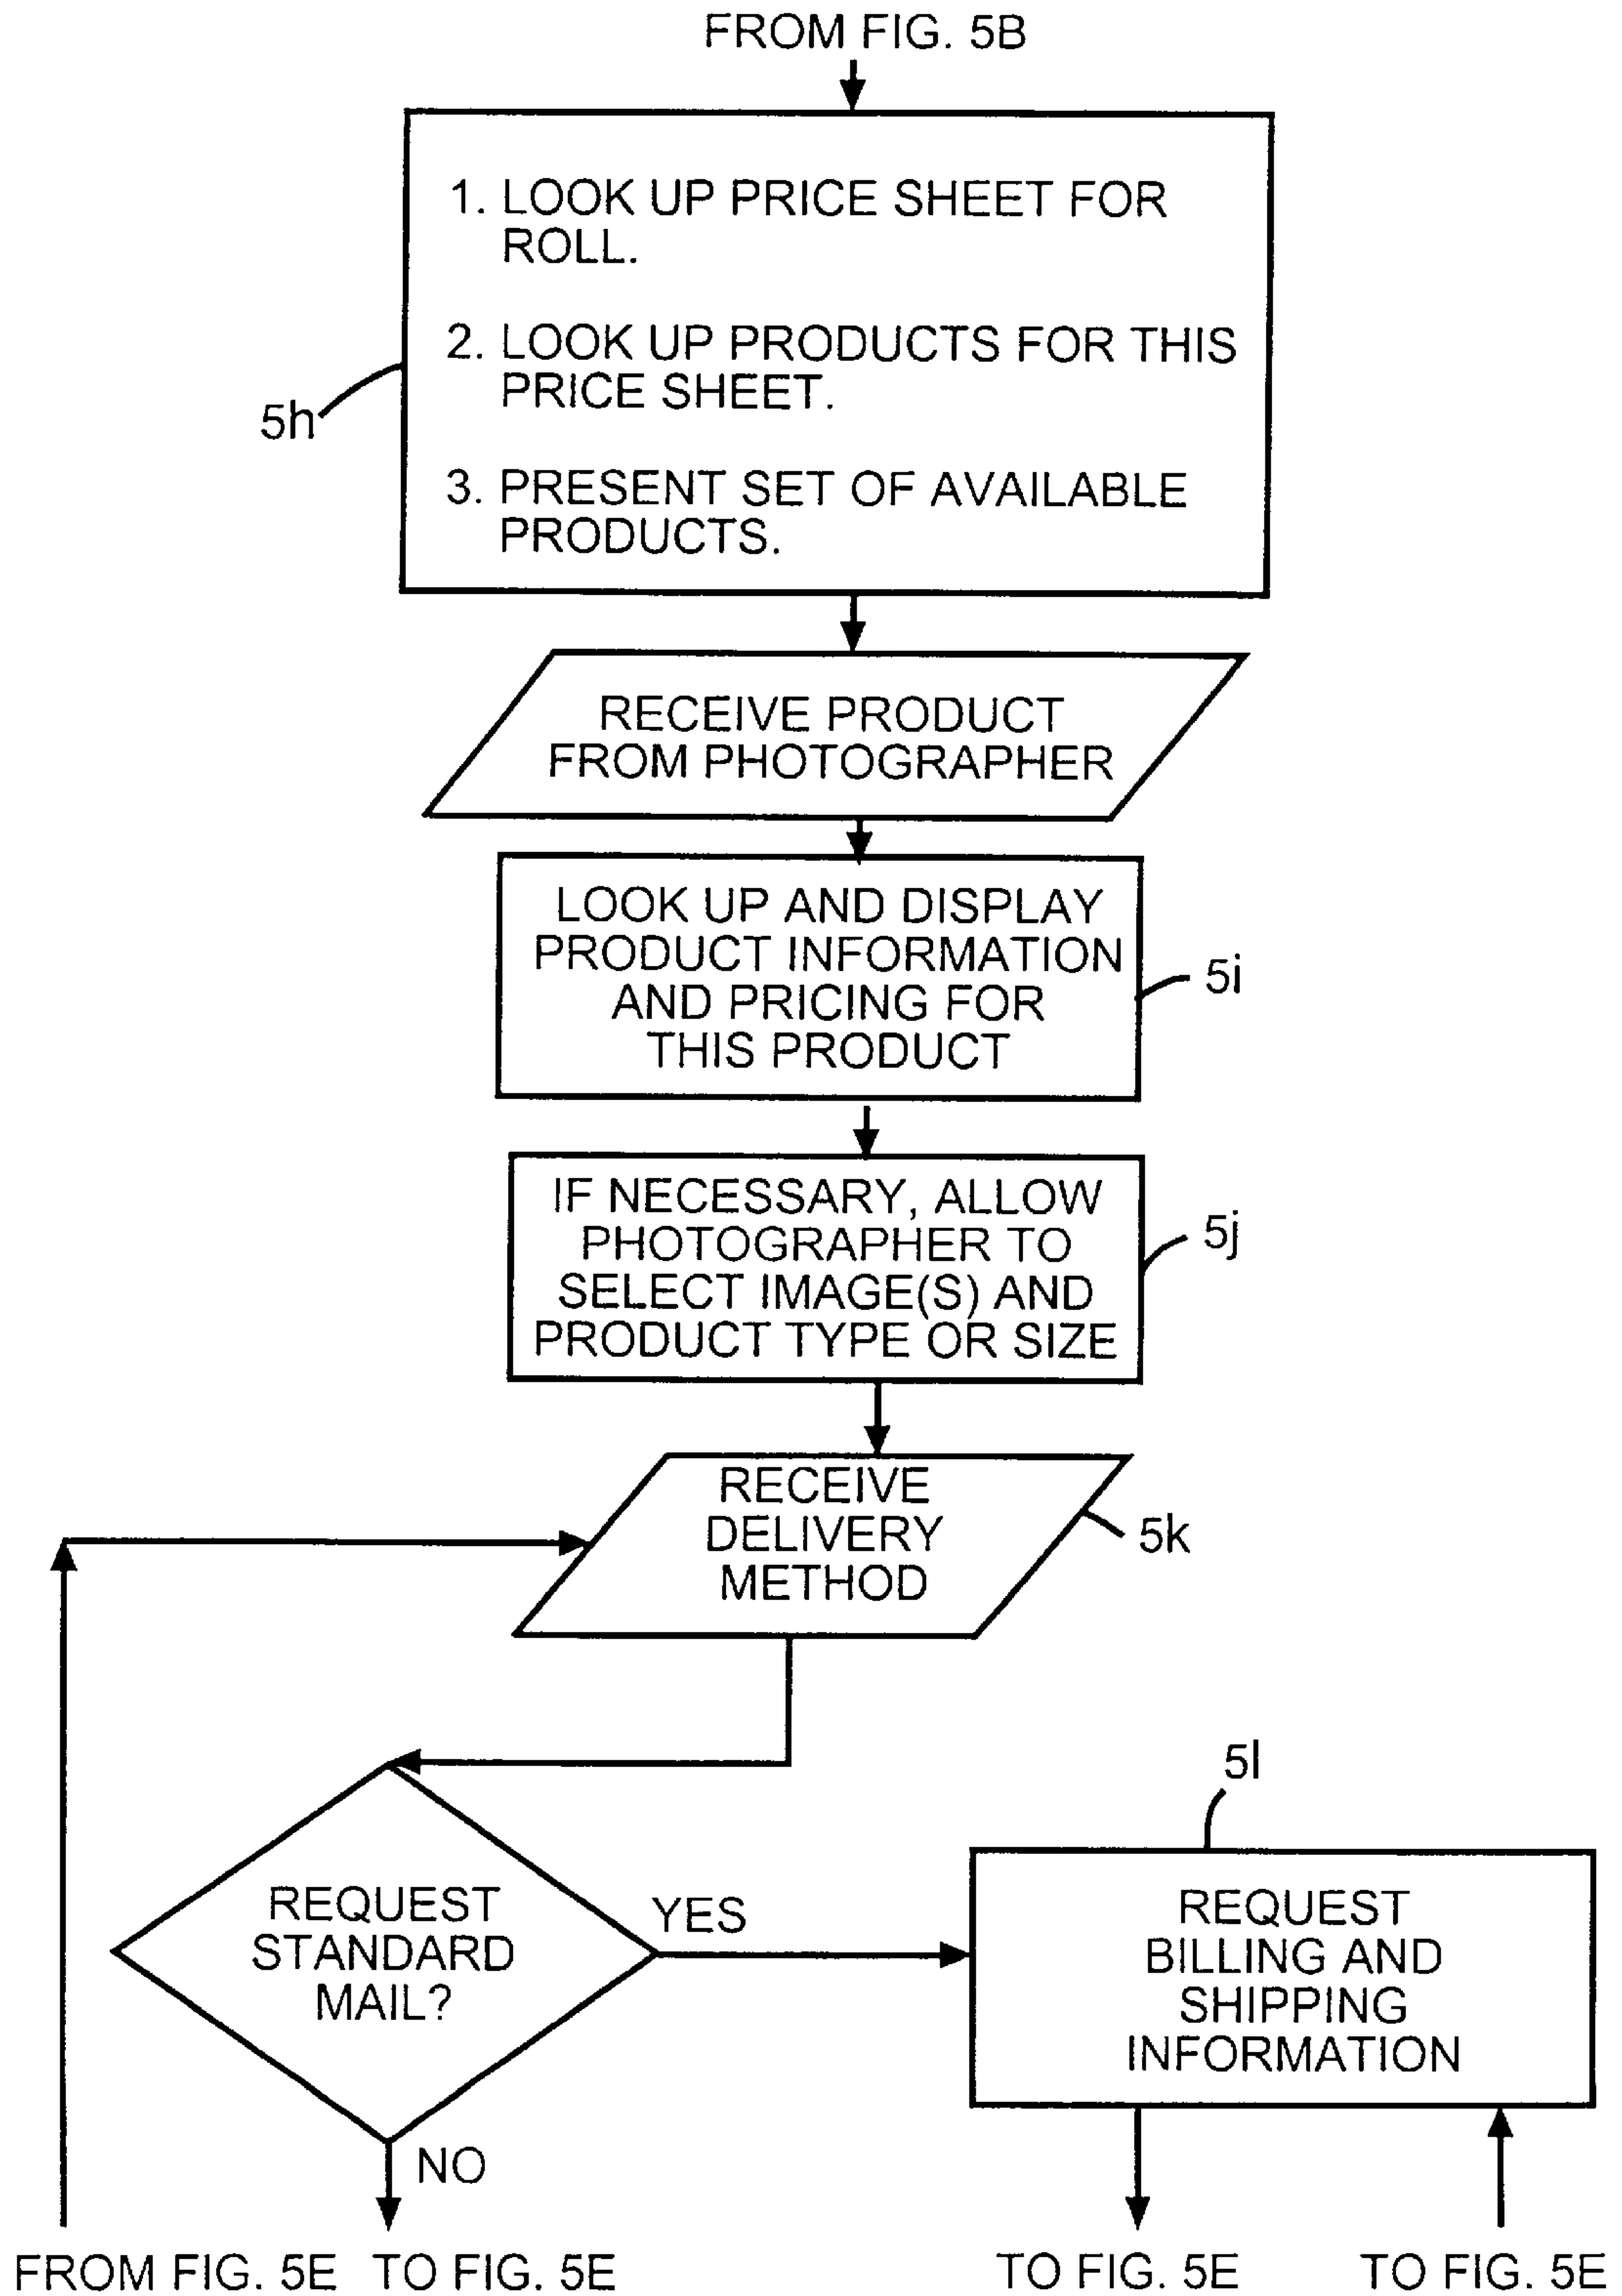 FROM FIG. 5B
1. LOOK UP PRICE SHEET FOR
ROLL.
2. LOOK UP PRODUCTS FOR THIS
PRICE SHEET.
3. PRESENT SET OF AVAILABLE
PRODUCTS.
5h
RECEIVE PRODUCT
FROM PHOTOGRAPHER
LOOK UP AND DISPLAY
PRODUCT INFORMATION
AND PRICING FOR
THIS PRODUCT
5i
IF NECESSARY, ALLOW
PHOTOGRAPHER TO
SELECT IMAGE(S) AND
PRODUCT TYPE OR SIZE
5j
RECEIVE
DELIVERY
METHOD
5k
REQUEST
STANDARD
MAIL?
YES
NO
5l
REQUEST
BILLING AND
SHIPPING
INFORMATION
FROM FIG. 5E
TO FIG. 5E
TO FIG. 5E
TO FIG. 5E